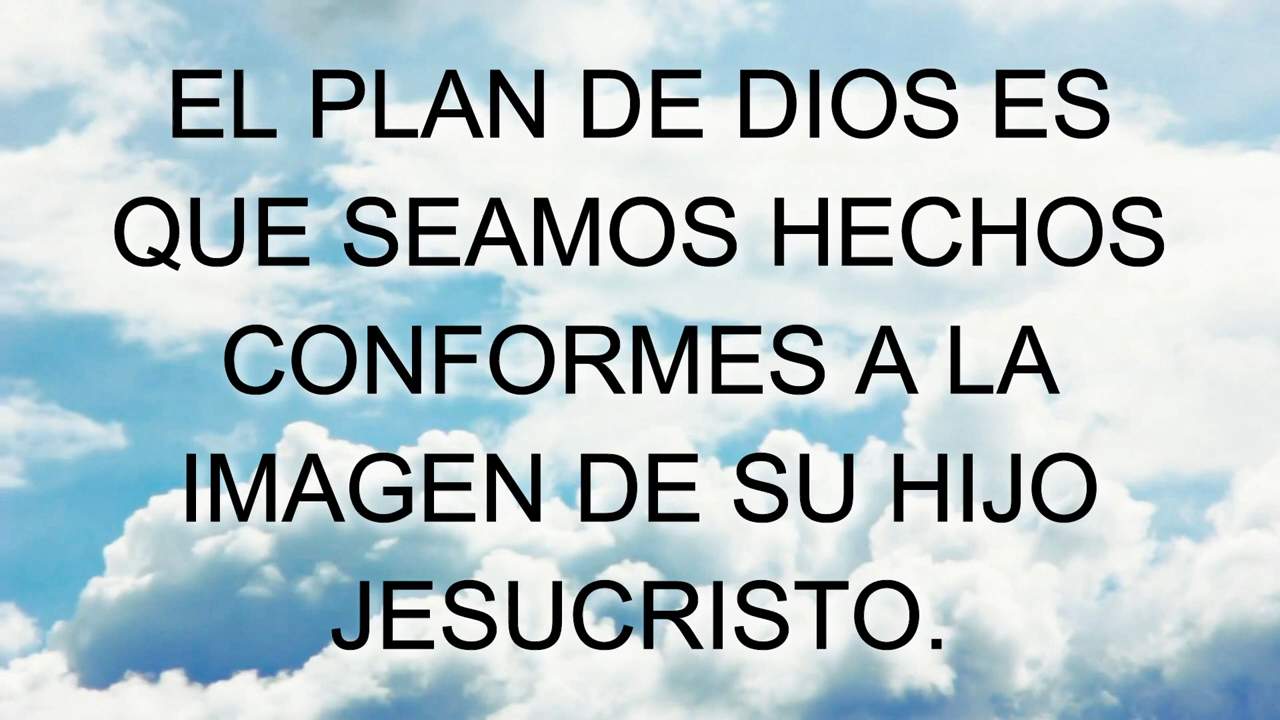 EL PLAN DE DIOS ES
QUE SEAMOS HECHOS
CONFORMES A LA
IMAGEN DE SU HIJO
JESUCRISTO.